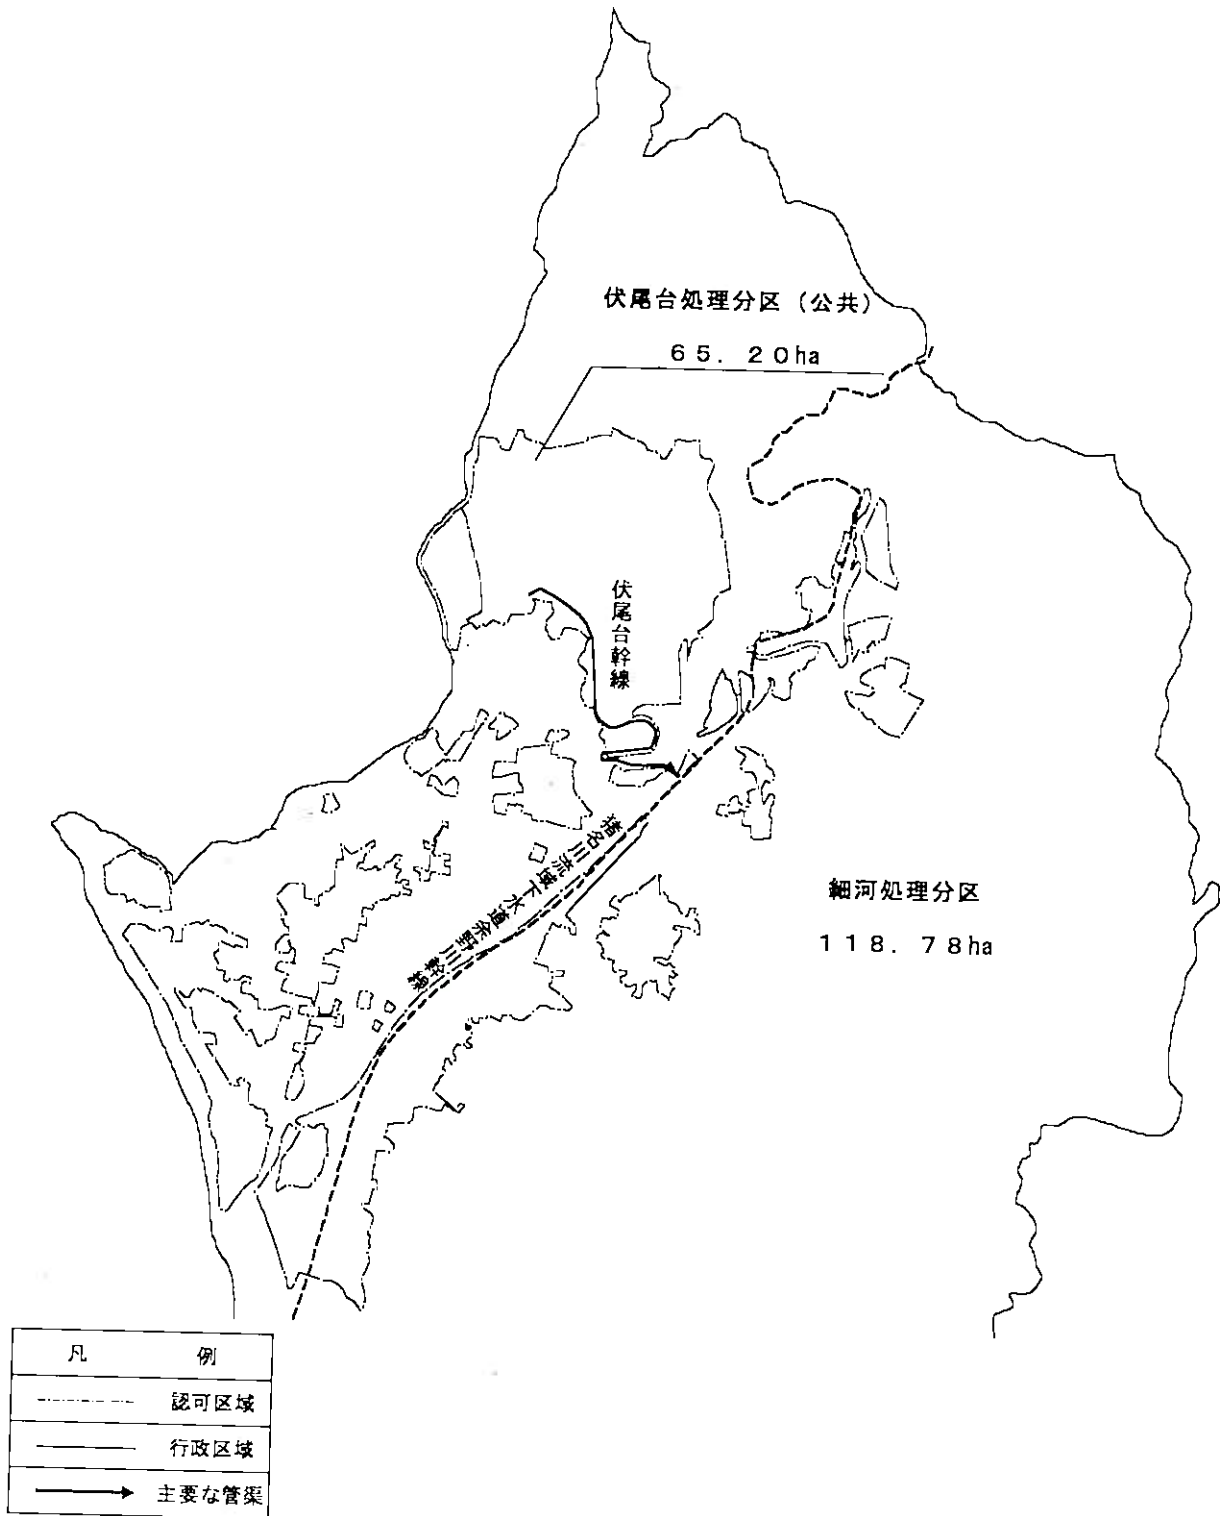 伏尾台処理分区（公共）
６５．２０ha
伏尾台幹線
猪名川流域下水道余野川幹線
細河処理分区
１１８．７８ha
凡　例
認可区域
行政区域
主要な管渠